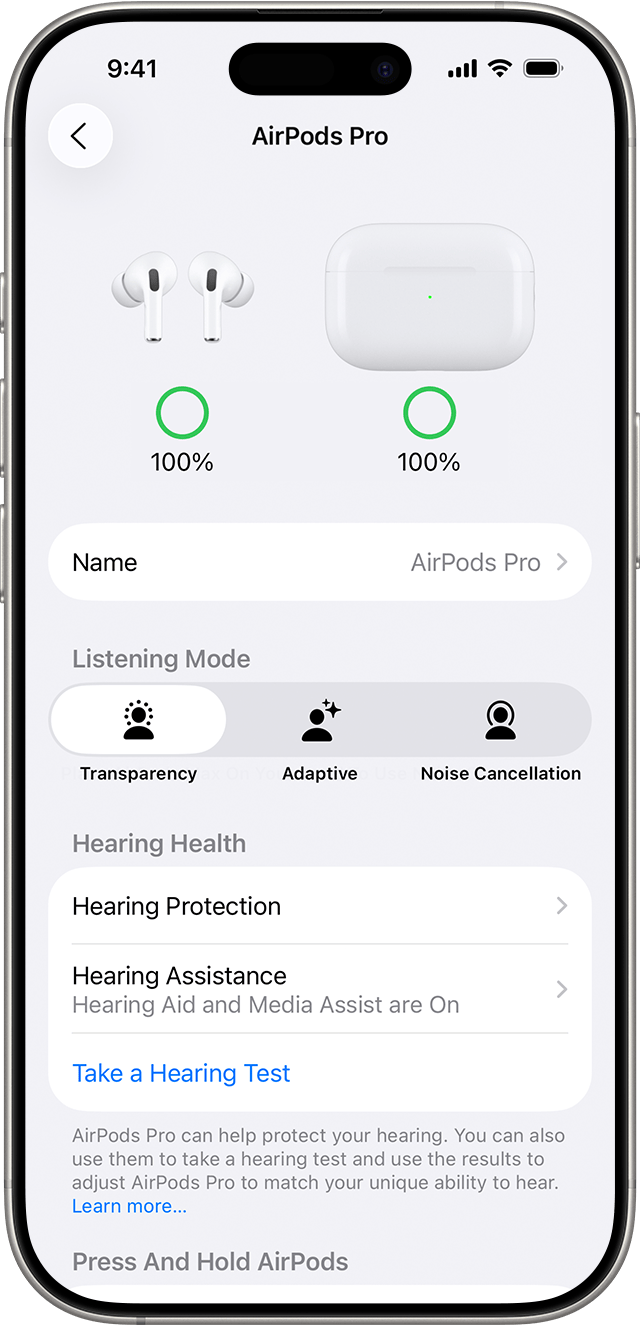 9:41
AirPods Pro
100%
100%
Name
AirPods Pro
Listening Mode
Transparency
Adaptive
Noise Cancellation
Hearing Health
Hearing Protection
Hearing Assistance
Hearing Aid and Media Assist are On
Take a Hearing Test
AirPods Pro can help protect your hearing. You can also
use them to take a hearing test and use the results to
adjust AirPods Pro to match your unique ability to hear.
Learn more...
Press And Hold AirPods